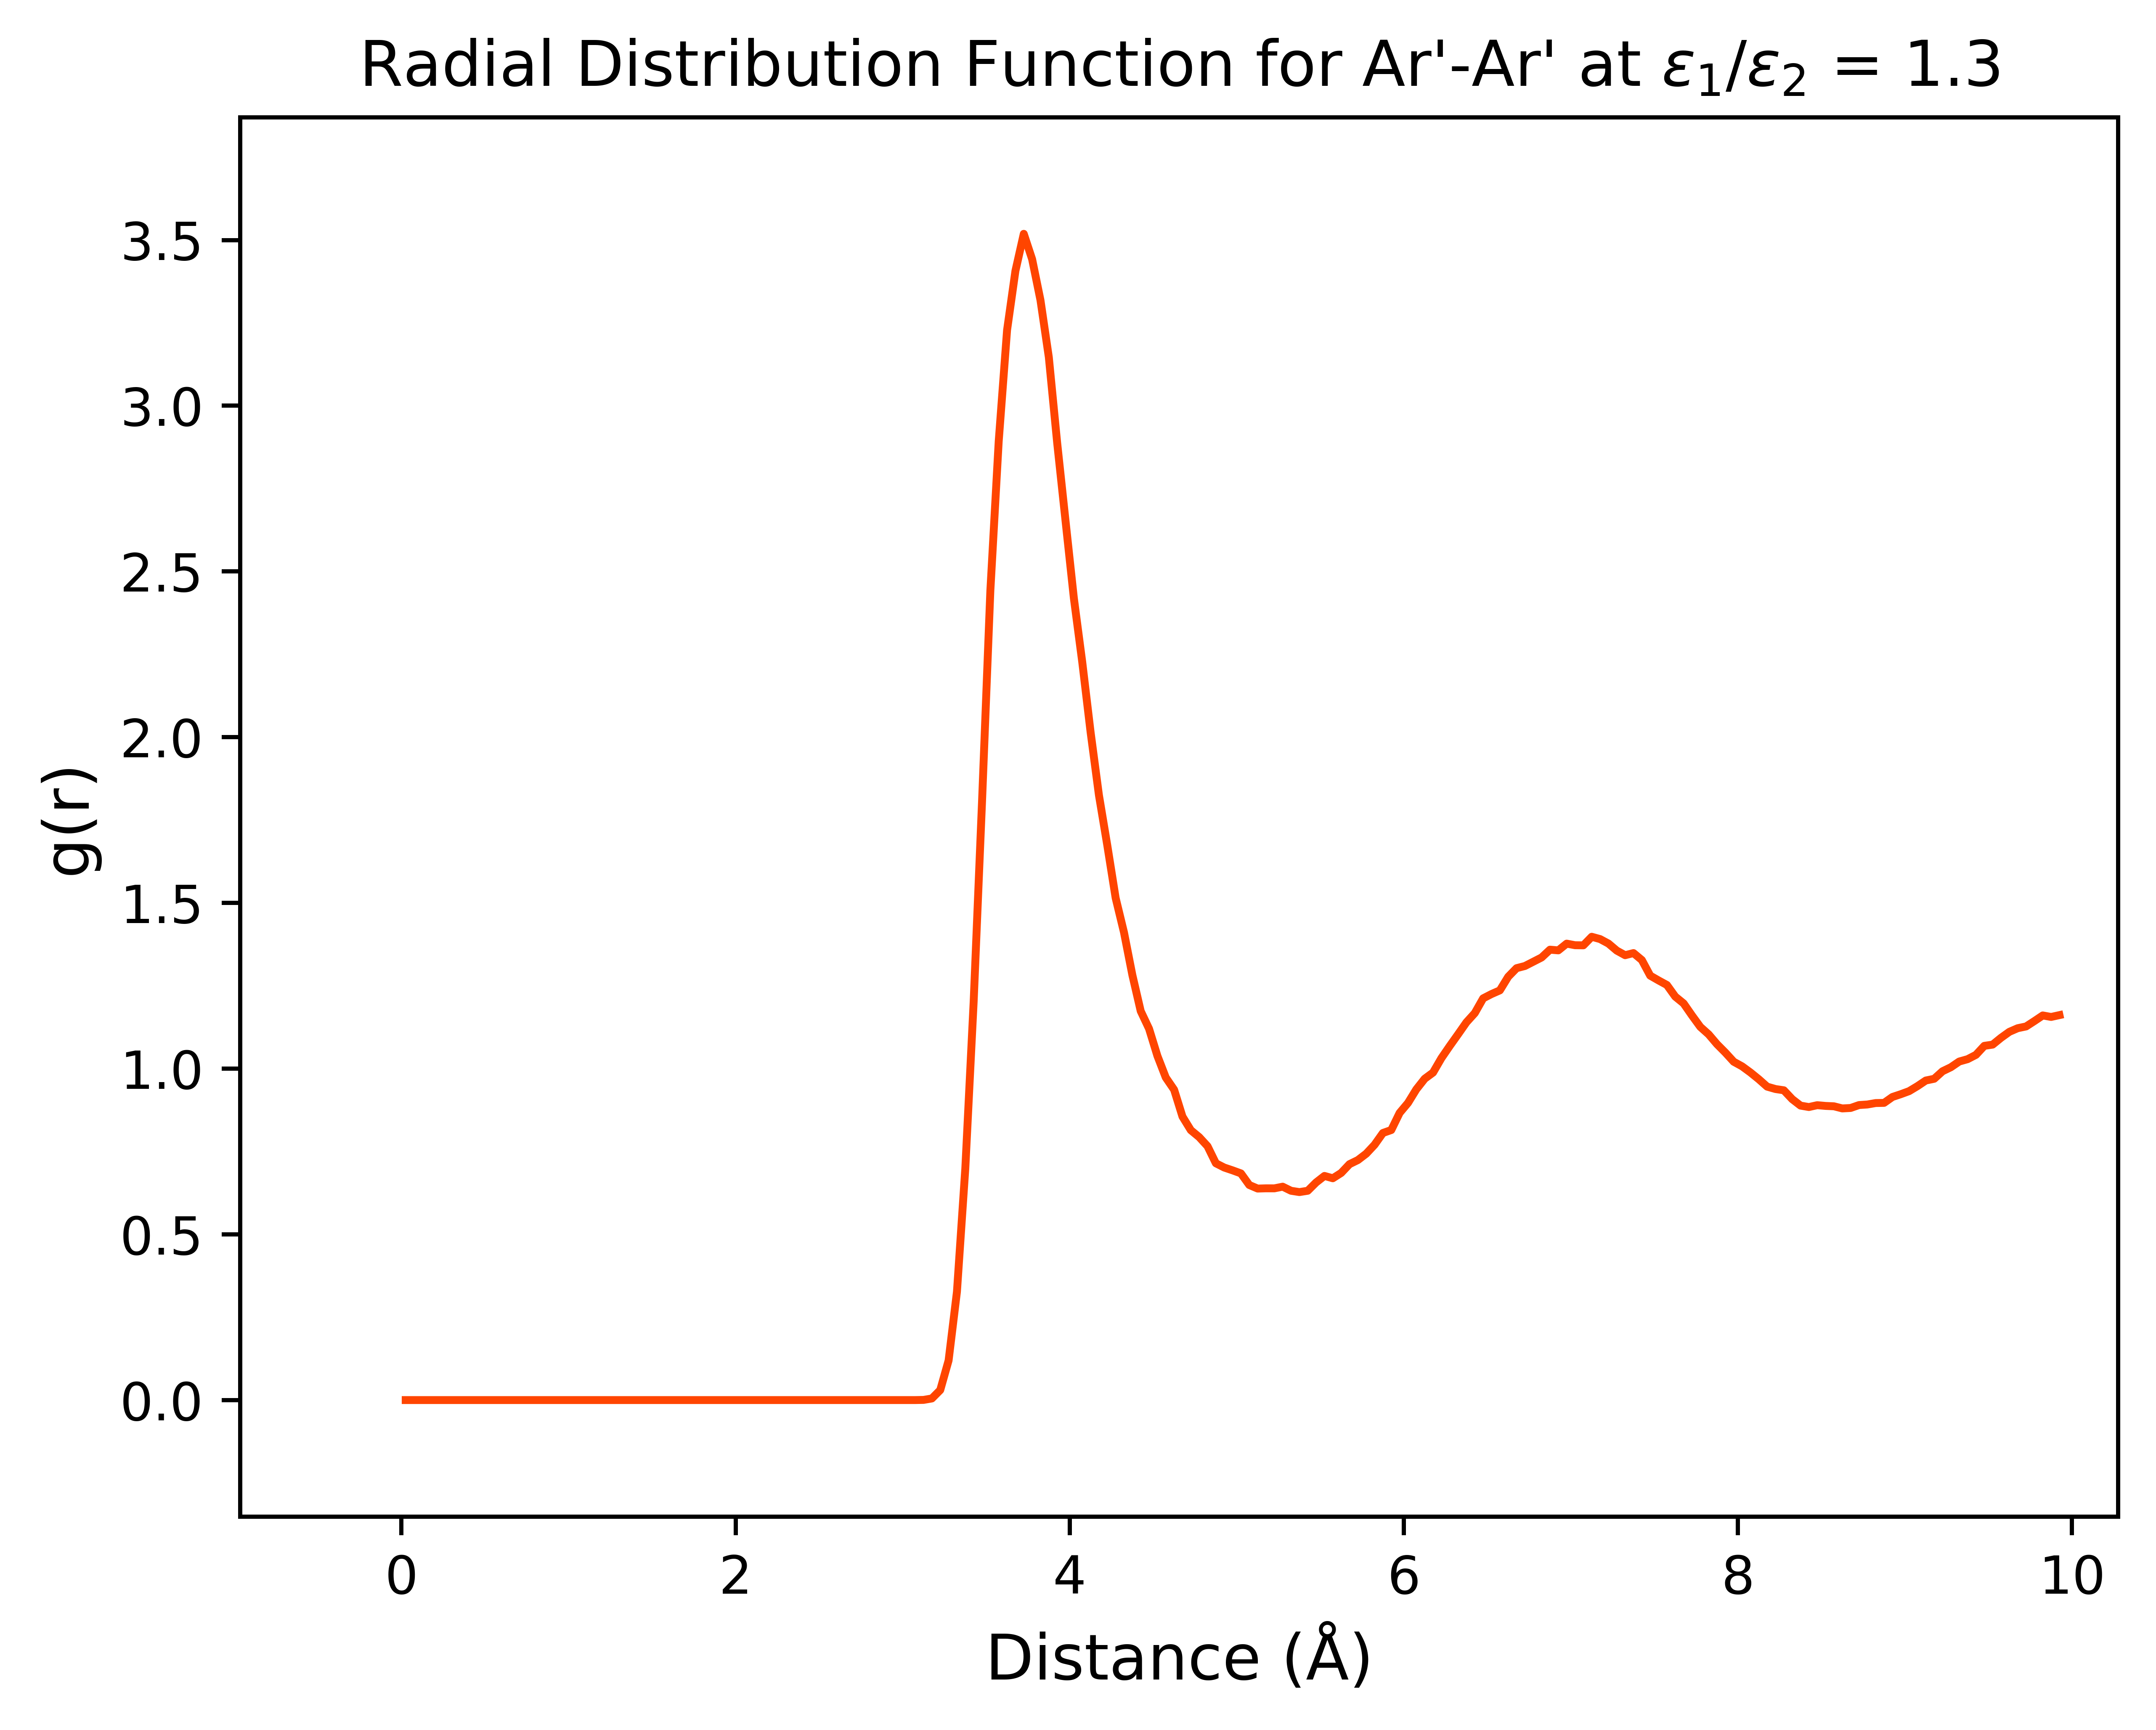 Radial Distribution Function for Ar'-Ar' at ε₁/ε₂ = 1.3
3.5
3.0
2.5
2.0
1.5
1.0
0.5
0.0
g(r)
0 2 4 6 8 10
Distance (Å)